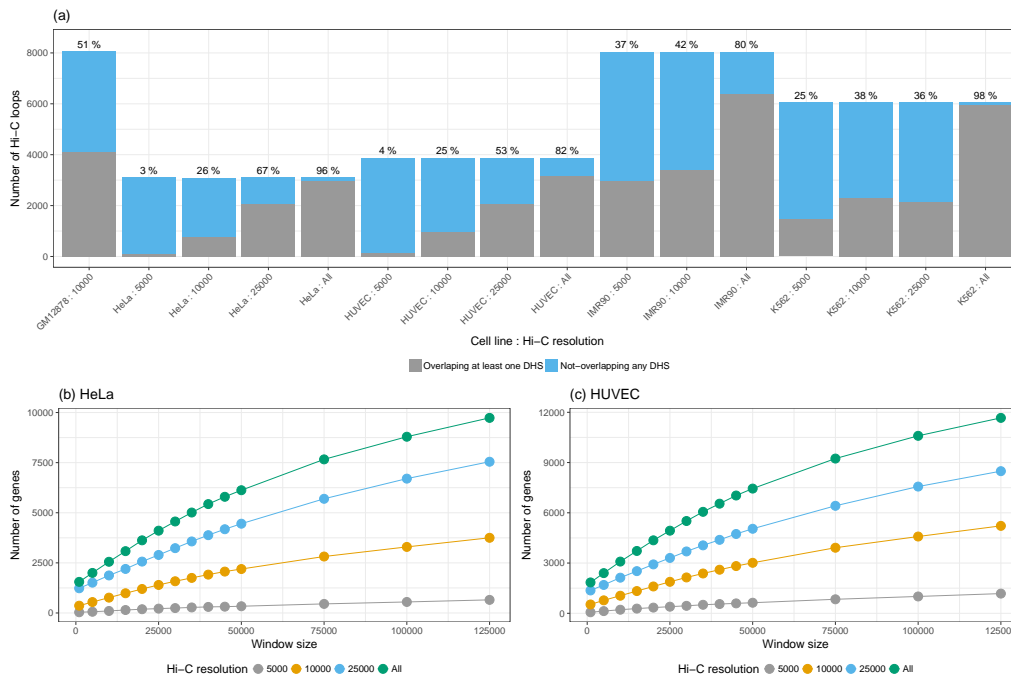 (a)
Number of Hi−C loops
8000
6000
4000
2000
0
51 %
3 %
26 %
67 %
96 %
4 %
25 %
53 %
82 %
37 %
42 %
80 %
25 %
38 %
36 %
98 %
GM12878 : 10000
HeLa : 5000
HeLa : 10000
HeLa : 25000
HeLa : All
HUVEC : 5000
HUVEC : 10000
HUVEC : 25000
HUVEC : All
IMR90 : 5000
IMR90 : 10000
IMR90 : All
K562 : 5000
K562 : 10000
K562 : 25000
K562 : All
Cell line : Hi−C resolution
Overlaping at least one DHS
Not−overlapping any DHS
(b) HeLa
Number of genes
10000
7500
5000
2500
0
0
25000
50000
75000
100000
125000
Window size
Hi−C resolution 5000 10000 25000 All
(c) HUVEC
Number of genes
12000
9000
6000
3000
0
0
25000
50000
75000
100000
125000
Window size
Hi−C resolution 5000 10000 25000 All